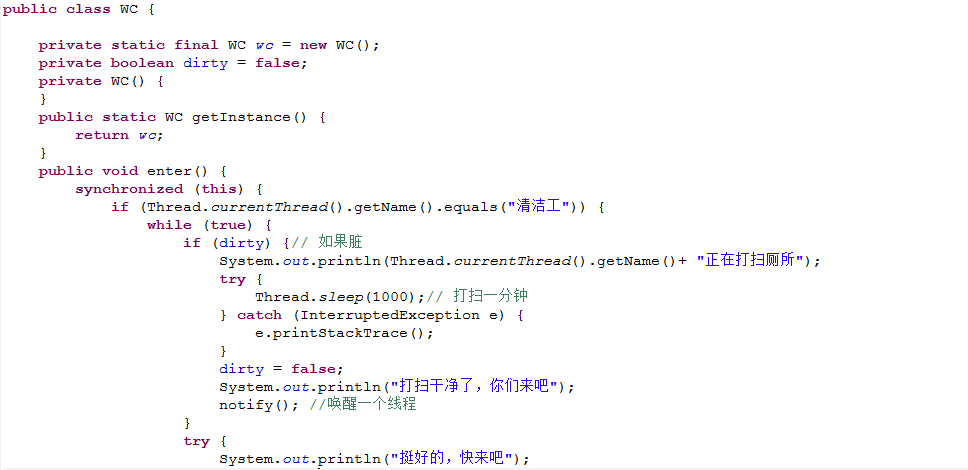 public class WC {
private static final WC wc = new WC();
private boolean dirty = false;
private WC() {
}
public static WC getInstance() {
return wc;
}
public void enter() {
synchronized (this) {
if (Thread.currentThread().getName().equals("清洁工")) {
while (true) {
if (dirty) {// 如果脏
System.out.println(Thread.currentThread().getName()+ "正在打扫厕所");
try {
Thread.sleep(1000);// 打扫一分钟
} catch (InterruptedException e) {
e.printStackTrace();
}
dirty = false;
System.out.println("打扫干净了，你们来吧");
notify(); //唤醒一个线程
}
try {
System.out.println("挺好的，快来吧");